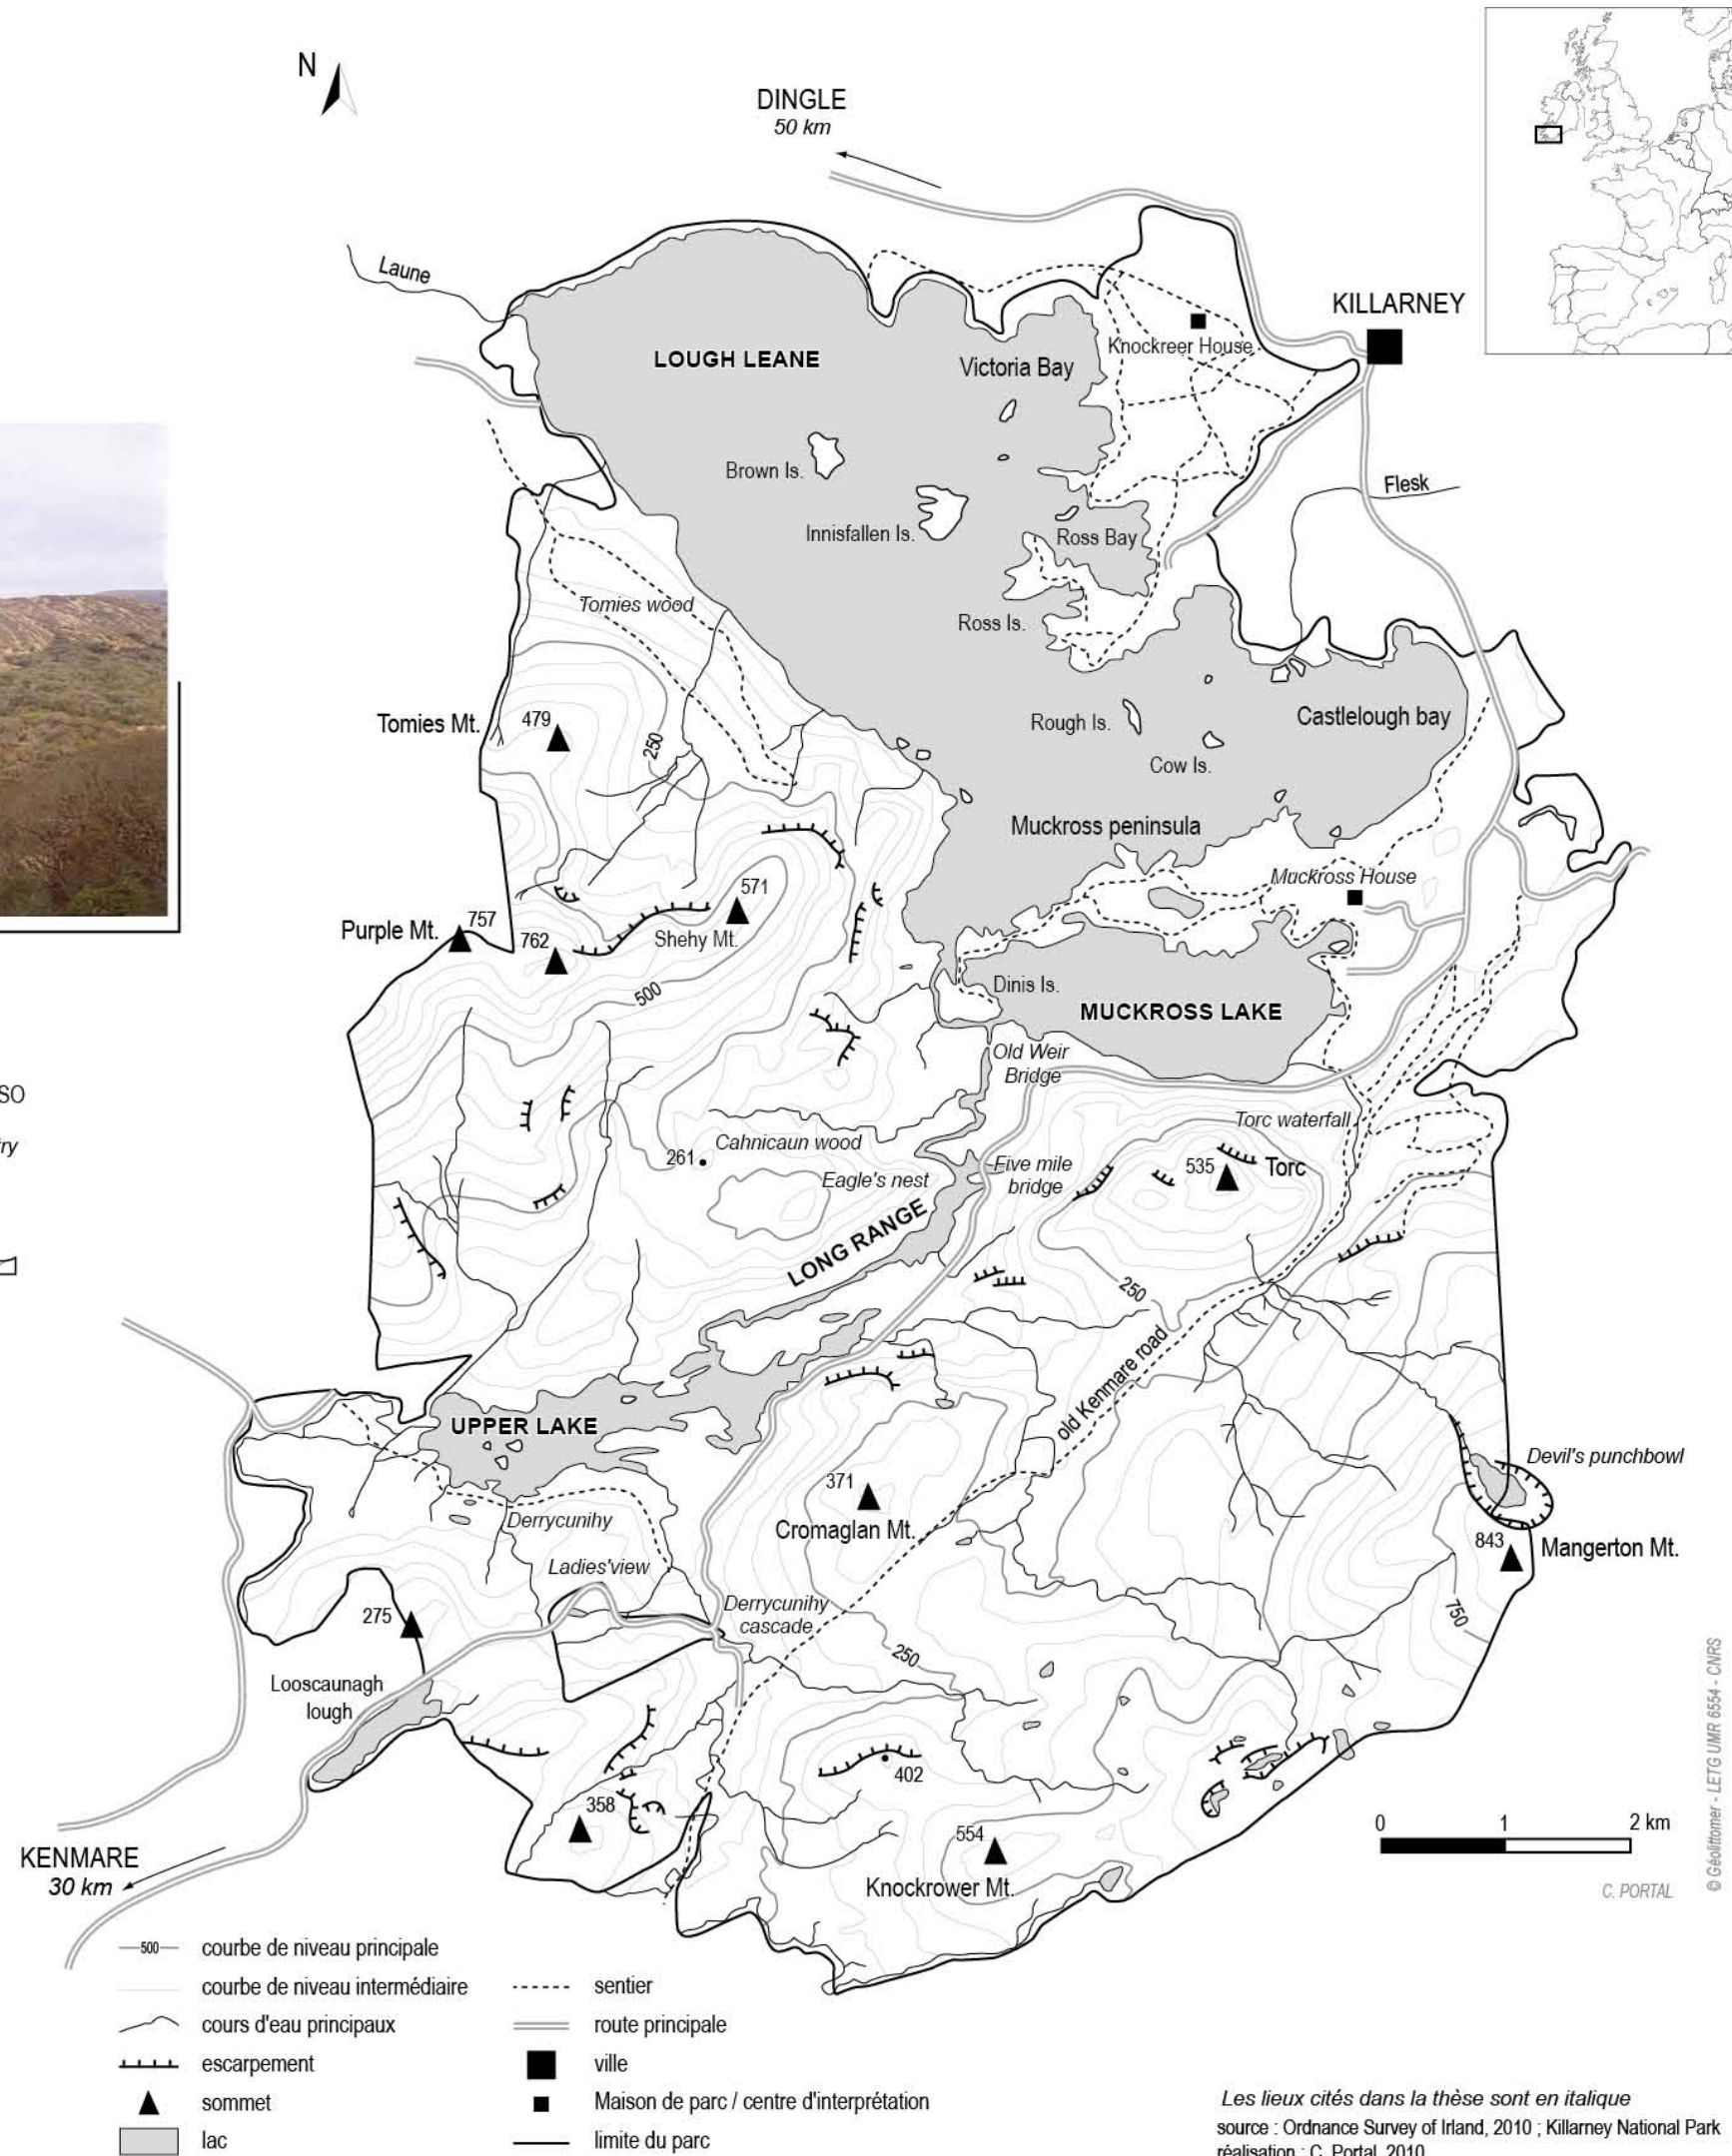 N
DINGLE
50 km
Laune
KILLARNEY
LOUGH LEANE
Victoria Bay
Knockreer House
Brown Is.
Flesk
Innisfallen Is.
Ross Bay
Tomies wood
Ross Is.
Tomies Mt.
479
250
Rough Is.
Castlelough bay
Cow Is.
Muckross peninsula
571
Muckross House
Purple Mt.
757
762
Shehy Mt.
500
Dinis Is.
MUCKROSS LAKE
Old Weir
Bridge
SO
Torc waterfall
ry
Cahnicaun wood
261
Eagle's nest
Five mile
bridge
535
Torc
LONG RANGE
250
old Kenmare road
UPPER LAKE
Devil's punchbowl
371
Cromaglan Mt.
Derrycunihy
843
Mangerton Mt.
Ladies'view
Derrycunihy
cascade
275
750
250
Looscaunagh
lough
402
358
554
Knockrower Mt.
0 1 2 km
KENMARE
30 km
C. PORTAL
© Géolittomer - LETG UMR 6554 - CNRS
500 courbe de niveau principale
courbe de niveau intermédiaire
cours d'eau principaux
escarpement
sommet
lac
sentier
route principale
ville
Maison de parc / centre d'interprétation
limite du parc
Les lieux cités dans la thèse sont en italique
source : Ordnance Survey of Irland, 2010 ; Killarney National Park
réalisation : C. Portal, 2010